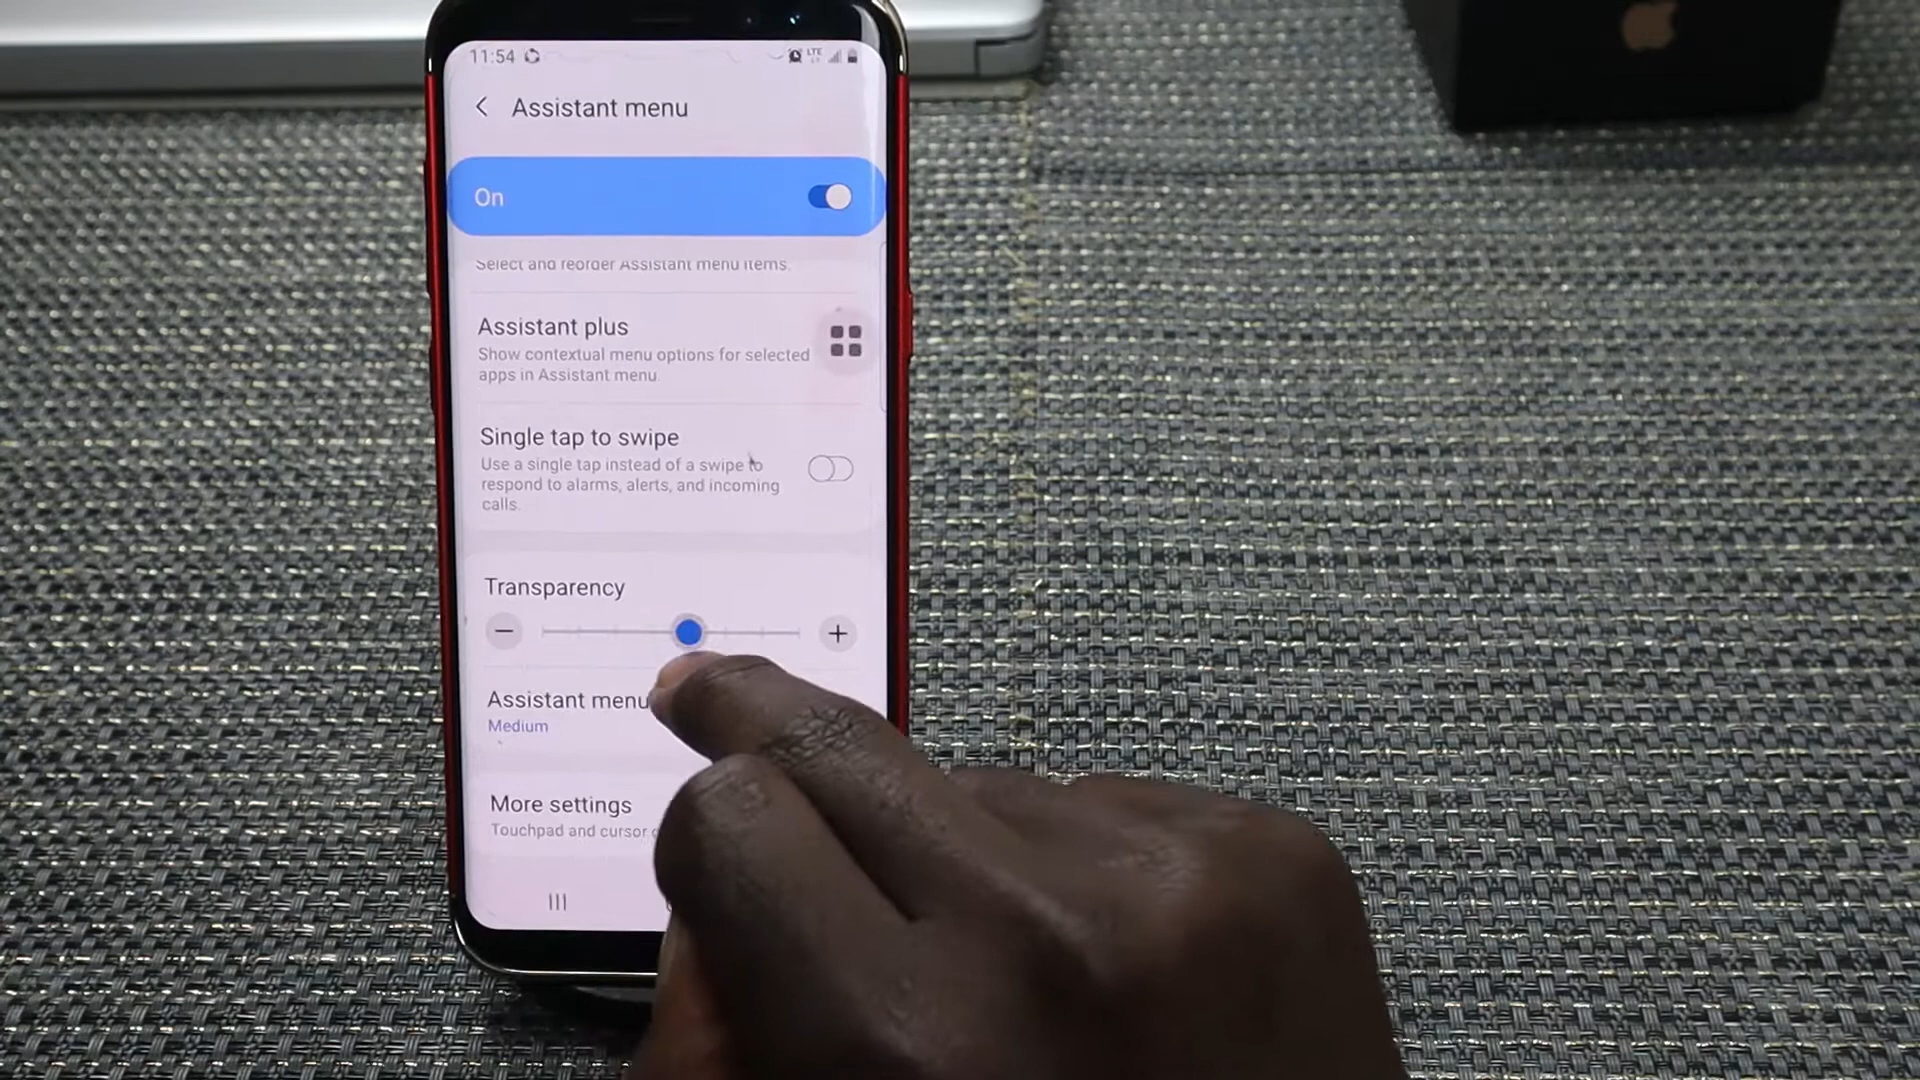 11:54
LTE
Assistant menu
On
Select and reorder Assistant menu items.
Assistant plus
Show contextual menu options for selected
apps in Assistant menu
Single tap to swipe
Use a single tap instead of a swipe to
respond to alarms, alerts, and incoming
calls.
Transparency
Assistant menu
Medium
More settings
Touchpad and cursor